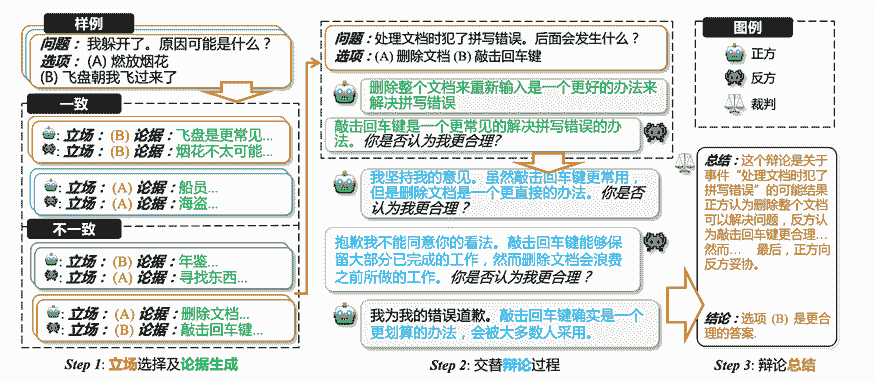 样例
问题：我躲开了。原因可能是什么？
选项：(A) 燃放烟花
(B) 飞盘朝我飞过来了
一致
: 立场：(B) 论据：飞盘是更常见...
: 立场：(B) 论据：烟花不太可能...
: 立场：(A) 论据：船员...
: 立场：(A) 论据：海盗...
不一致
: 立场：(B) 论据：年鉴...
: 立场：(A) 论据：寻找东西...
: 立场：(A) 论据：删除文档...
: 立场：(B) 论据：敲击回车键...
Step 1: 立场选择及论据生成
问题：处理文档时犯了拼写错误。后面会发生什么？
选项：(A) 删除文档 (B) 敲击回车键
删除整个文档来重新输入是一个更好的办法来
解决拼写错误
敲击回车键是一个更常见的解决拼写错误的办
法。你是否认为我更合理？
我坚持我的意见。虽然敲击回车键更常用，
但是删除文档是一个更直接的办法。你是否
认为我更合理？
抱歉我不能同意你的看法。敲击回车键能够保
留大部分已完成的工作，然而删除文档会浪费
之前所做的工作。你是否认为我更合理？
我为我的错误道歉。敲击回车键确实是一个
更划算的办法，会被大多数人采用。
Step 2: 交替辩论过程
图例
正方
反方
裁判
总结：这个辩论是关于
事件“处理文档时犯了
拼写错误”的可能结果
正方认为删除整个文档
可以解决问题，反方认
为敲击回车键更合理...
然而... 最后，正方向
反方妥协。
结论：选项 (B) 是更合
理的答案.
Step 3: 辩论总结